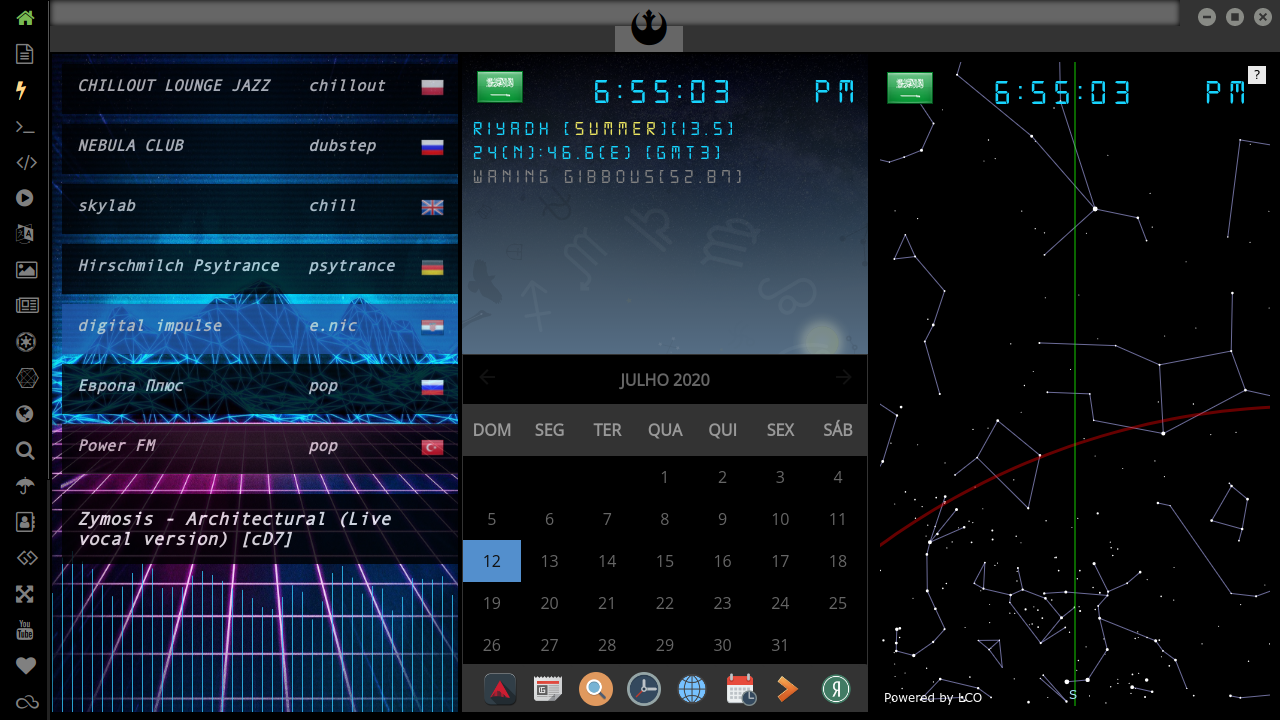 CHILLOUT LOUNGE JAZZ chillout
NEBULA CLUB dubstep
skylab chill
Hirschmilch Psytrance psytrance
digital impulse e.nic
Европа Плюс pop
Power FM pop
Zymosis - Architectural (Live
vocal version) [cD7]
6:55:03 PM
RIYADH [SUMMER][13.5]
24(N):46.6(E) [GMT3]
WANING GIBBOUS[52.87]
JULHO 2020
DOM SEG TER QUA QUI SEX SÁB
1 2 3 4
5 6 7 8 9 10 11
12 13 14 15 16 17 18
19 20 21 22 23 24 25
26 27 28 29 30 31
6:55:03 PM
?
S
Powered by LCO
You
Tube